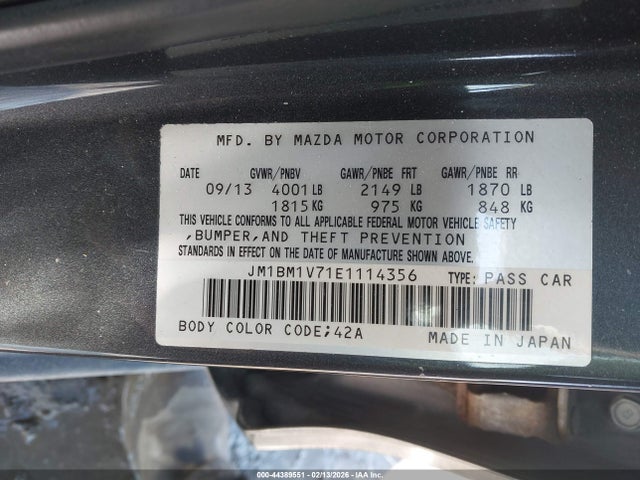 MFD. BY MAZDA MOTOR CORPORATION
DATE GVWR/PNBV GAWR/PNBE FRT GAWR/PNBE RR
09/13 4001 LB 2149 LB 1870 LB
1815 KG 975 KG 848 KG
THIS VEHICLE CONFORMS TO ALL APPLICABLE FEDERAL MOTOR VEHICLE SAFETY
,BUMPER,AND THEFT PREVENTION
STANDARDS IN EFFECT ON THE DATE OF MANUFACTURE SHOWN ABOVE.
JM1BM1V71E1114356 TYPE: PASS CAR
BODY COLOR CODE;42A MADE IN JAPAN
IAA-44389551 - 02/13/2026 - IAA HOLDINGS, LLC